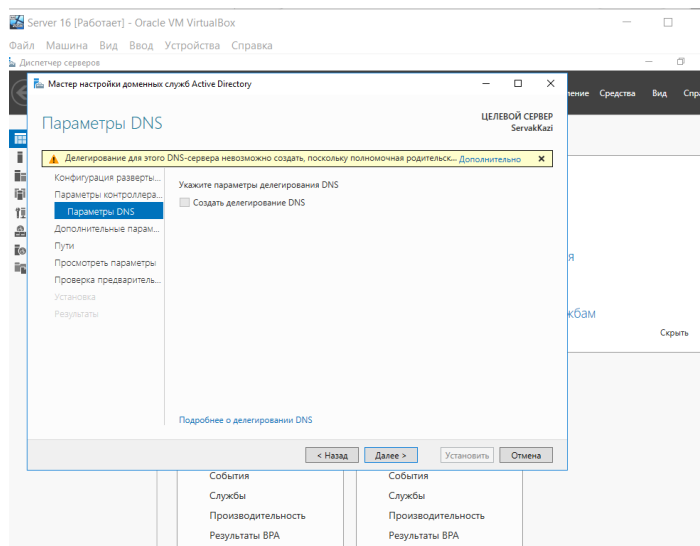 Server 16 [Работает] - Oracle VM VirtualBox
Файл Машина Вид Ввод Устройства Справка
Диспетчер серверов
Мастер настройки доменных служб Active Directory
Средства Вид
Параметры DNS
ЦЕЛЕВОЙ СЕРВЕР
ServakKazi
Делегирование для этого DNS-сервера невозможно создать, поскольку полномочная родительск... Дополнительно
Конфигурация разверты...
Параметры контроллера...
Параметры DNS
Дополнительные парам...
Пути
Просмотреть параметры
Проверка предваритель...
Установка
Результаты
Укажите параметры делегирования DNS
Создать делегирование DNS
Подробнее о делегировании DNS
Скрыть
< Назад Далее > Установить Отмена
События События
Службы Службы
Производительность Производительность
Результаты BPA Результаты BPA